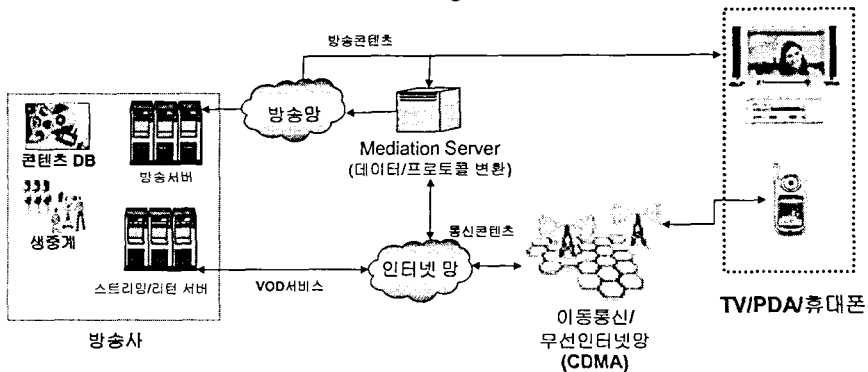 방송콘텐츠
방송망
콘텐츠 DB
방송서버
Mediation Server
(데이터/프로토콜 변환)
생중계
통신콘텐츠
인터넷 망
스트리밍/리턴 서버
VOD서비스
이동통신/
무선인터넷망
(CDMA)
TV/PDA/휴대폰
방송사